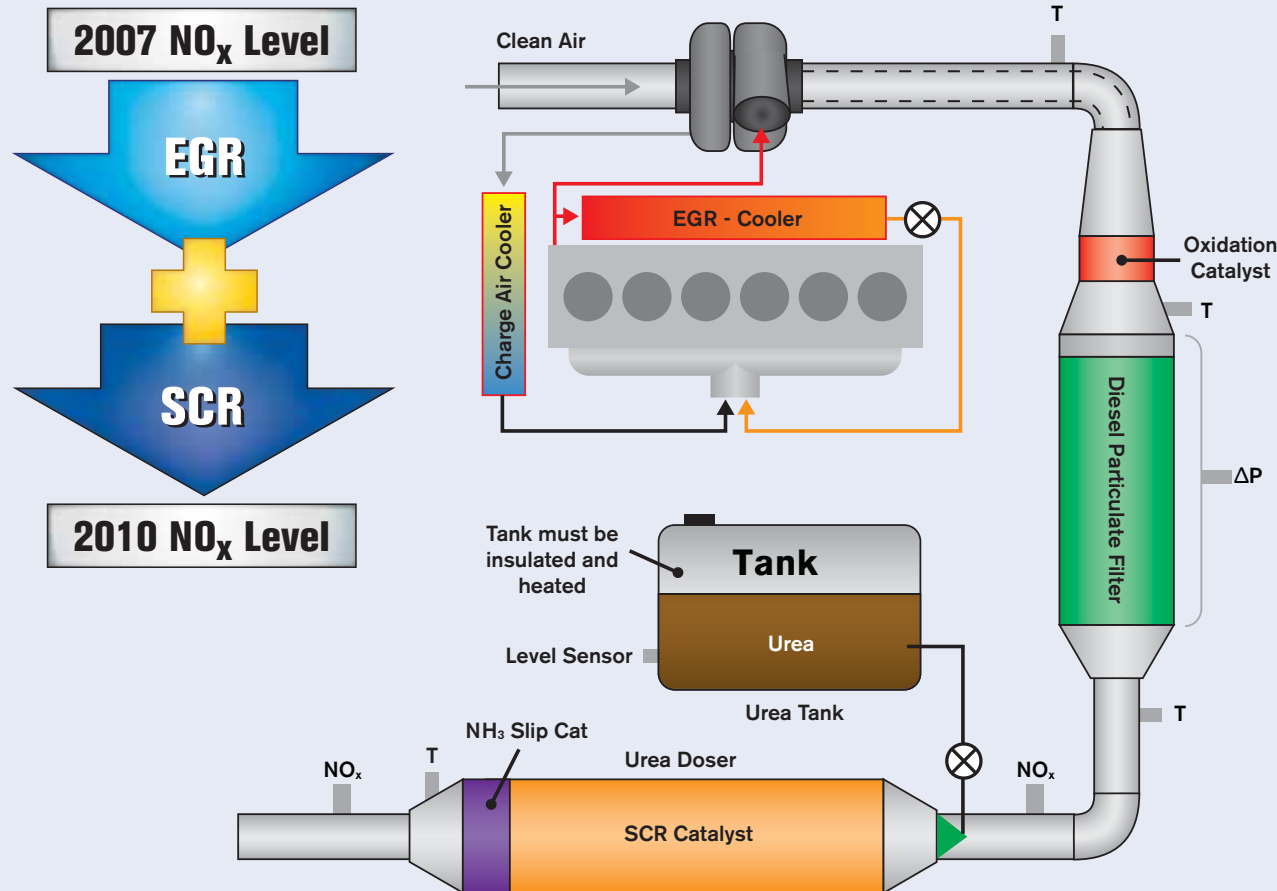 2007 NOₓ Level
EGR
SCR
2010 NOₓ Level
Clean Air
T
Charge Air Cooler
EGR - Cooler
Oxidation
Catalyst
T
Diesel Particulate Filter
ΔP
Tank must be
insulated and
heated
Tank
Urea
Level Sensor
Urea Tank
T
NH₃ Slip Cat
Urea Doser
NOₓ
T
NOₓ
SCR Catalyst